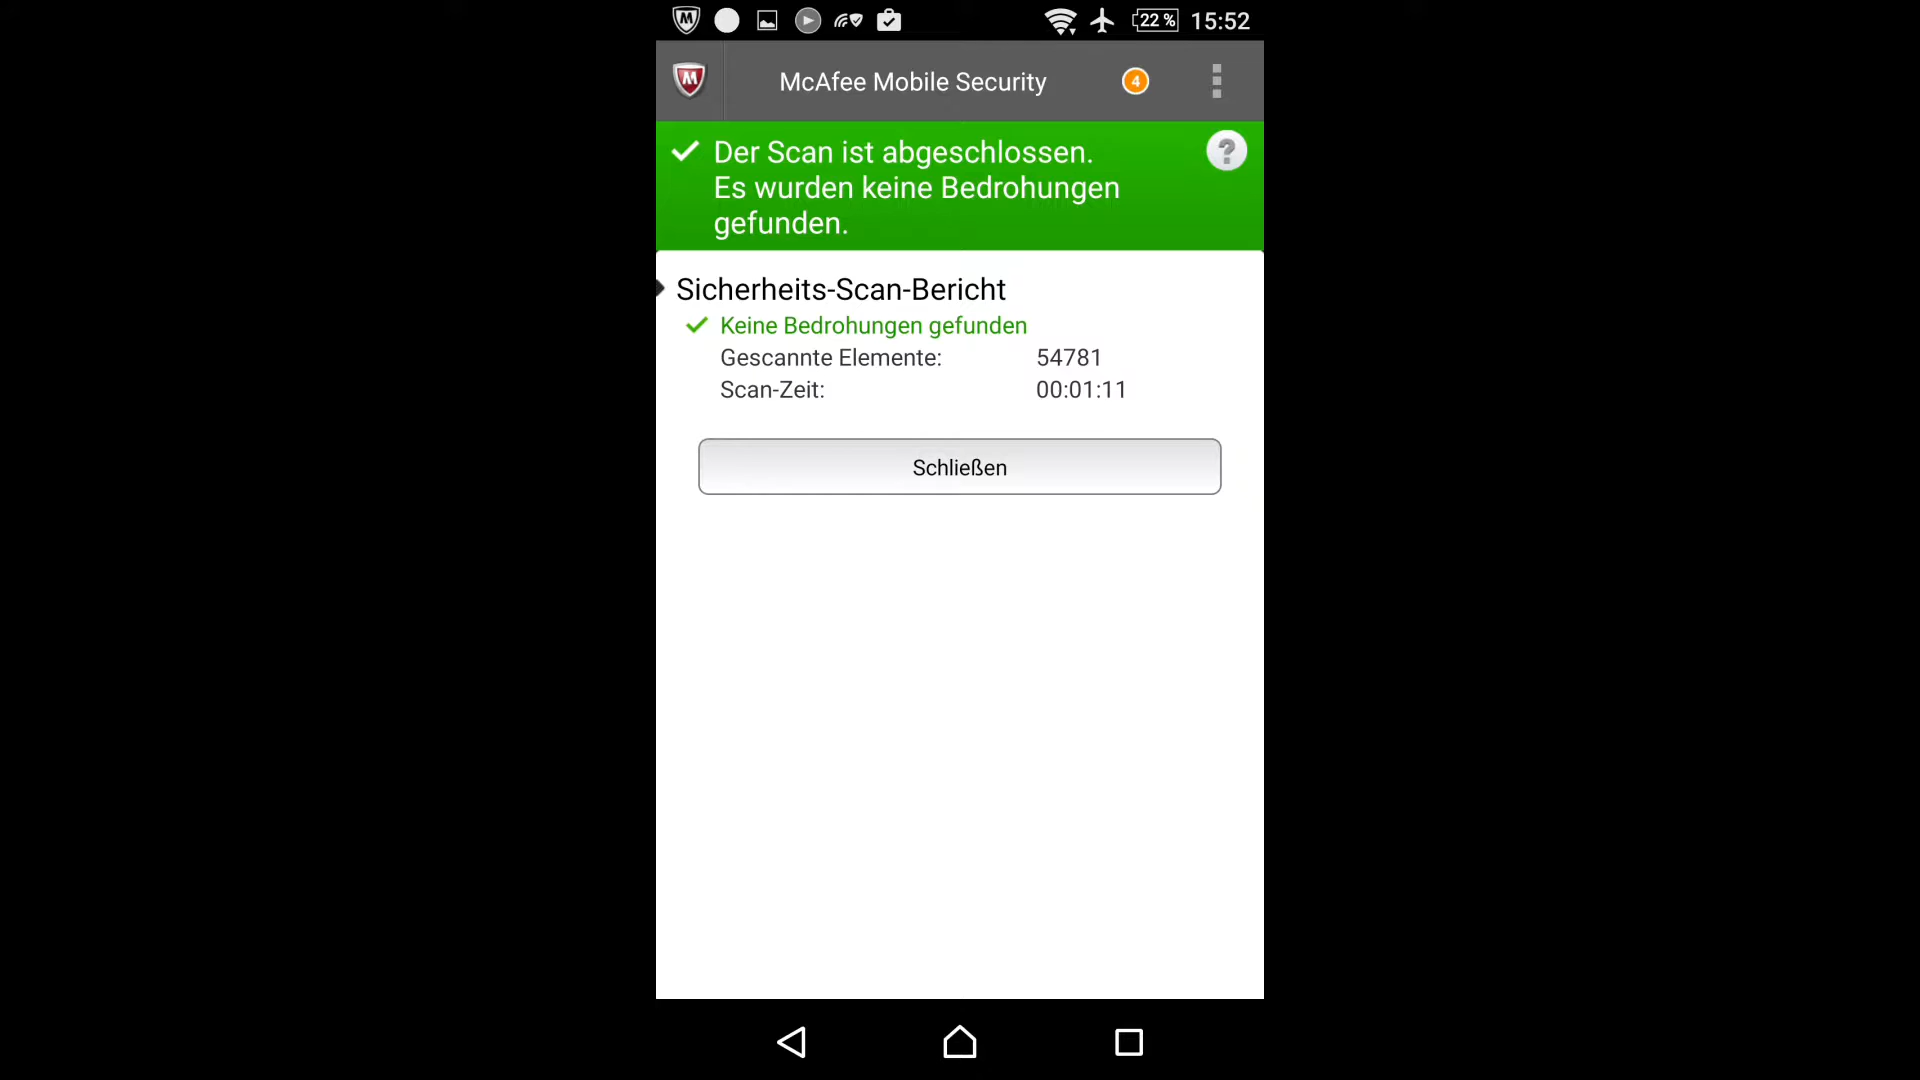 22 % 15:52
McAfee Mobile Security 4
Der Scan ist abgeschlossen.
Es wurden keine Bedrohungen
gefunden.
?
Sicherheits-Scan-Bericht
Keine Bedrohungen gefunden
Gescannte Elemente: 54781
Scan-Zeit: 00:01:11
Schließen